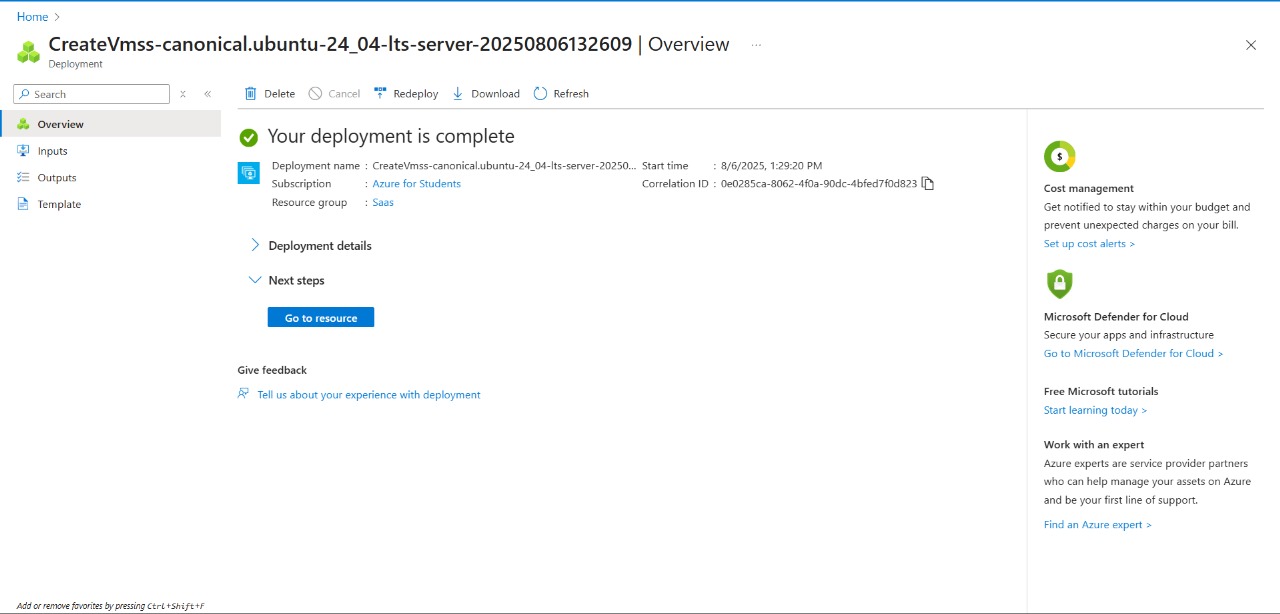 Home >
CreateVmss-canonical.ubuntu-24_04-lts-server-20250806132609 | Overview ...
Deployment
Search
Delete Cancel Redeploy Download Refresh
Overview
Inputs
Outputs
Template
Your deployment is complete
Deployment name : CreateVmss-canonical.ubuntu-24_04-lts-server-20250... Start time : 8/6/2025, 1:29:20 PM
Subscription : Azure for Students Correlation ID : 0e0285ca-8062-4f0a-90dc-4bfed7f0d823
Resource group : Saas
Deployment details
Next steps
Go to resource
Give feedback
Tell us about your experience with deployment
Cost management
Get notified to stay within your budget and
prevent unexpected charges on your bill.
Set up cost alerts >
Microsoft Defender for Cloud
Secure your apps and infrastructure
Go to Microsoft Defender for Cloud >
Free Microsoft tutorials
Start learning today >
Work with an expert
Azure experts are service provider partners
who can help manage your assets on Azure
and be your first line of support.
Find an Azure expert >
Add or remove favorites by pressing Ctrl+Shift+F